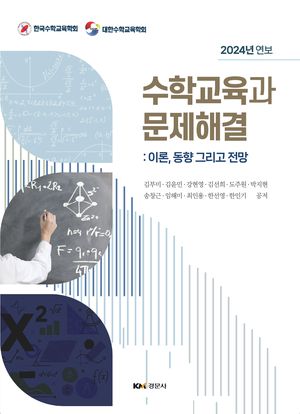 한국수학교육학회 대한수학교육학회
2024년 연보
수학교육과
문제해결
: 이론, 동향 그리고 전망
김부미·김윤민·강현영·김선희·도주원·박지현
송창근·임해미·최인용·한선영·한인기 공저
KM 경문사